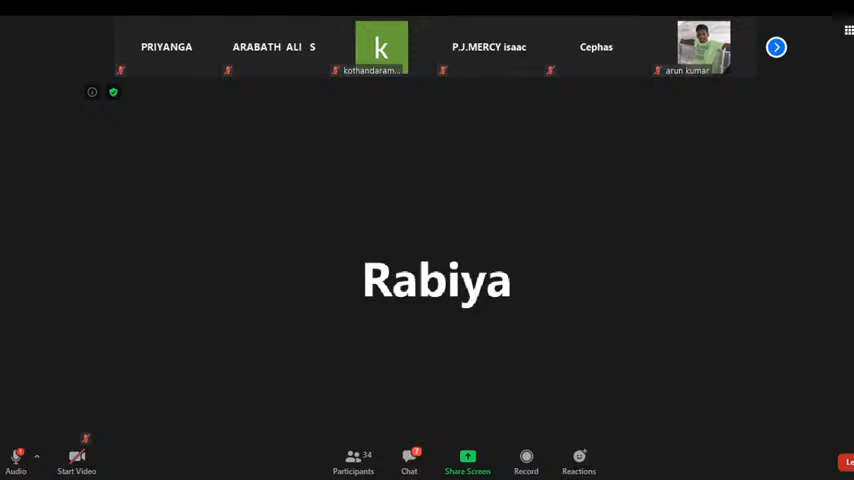 PRIYANGA
ARABATH ALI S
k
kothandaram...
P.J.MERCY isaac
Cephas
arun kumar
Rabiya
Audio
Start Video
34
Participants
7
Chat
Share Screen
Record
Reactions
Le